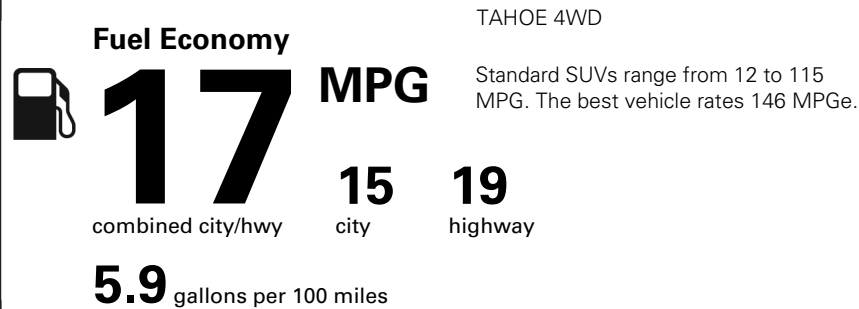 TAHOE 4WD
Fuel Economy
17 MPG
Standard SUVs range from 12 to 115
MPG. The best vehicle rates 146 MPGe.
combined city/hwy
15
city
19
highway
5.9 gallons per 100 miles